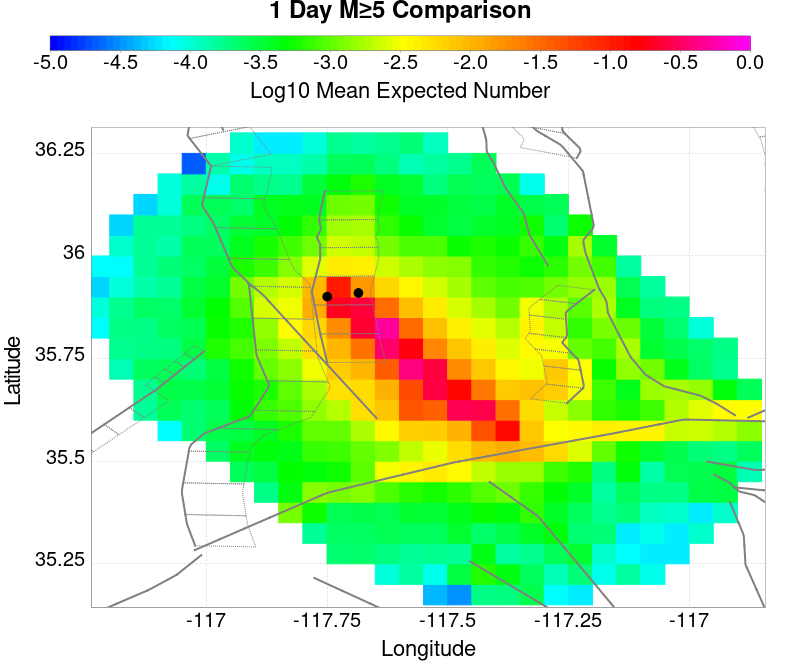 1 Day M≥5 Comparison
-5.0 -4.5 -4.0 -3.5 -3.0 -2.5 -2.0 -1.5 -1.0 -0.5 0.0
Log10 Mean Expected Number
36.25
36
35.75
35.5
35.25
Latitude
-117 -117.75 -117.5 -117.25 -117
Longitude